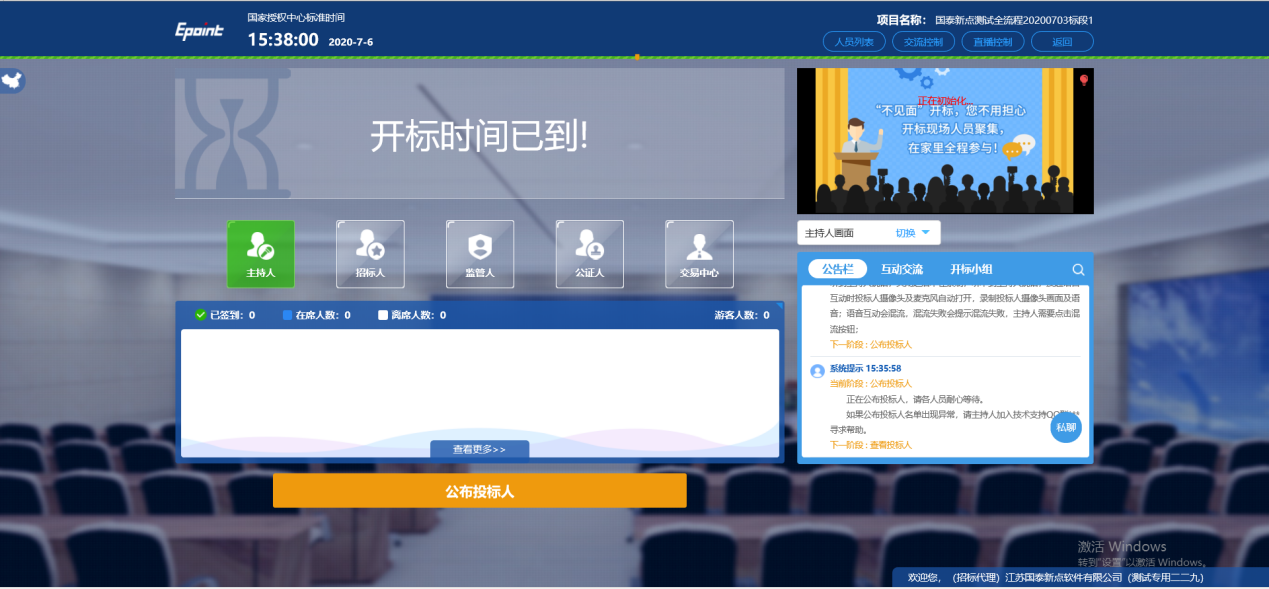 Epoint
国家授权中心标准时间
15:38:00 2020-7-6
项目名称： 国泰新点测试全流程20200703标段1
人员列表 交流控制 直播控制 返回
开标时间已到!
正在初始化...
“不见面”开标，您不用担心
开标现场人员聚集，
在家里全程参与！
主持人 招标人 监管人 公证人 交易中心
主持人画面 切换
公告栏 互动交流 开标小组
已签到：0 在席人数：0 离席人数：0 游客人数：0
互动时投标人摄像头及麦克风自动打开，录制投标人摄像头画面及语
音；语音互动会混流，混流失败会提示混流失败，主持人需要点击混
流按钮；
下一阶段：公布投标人
系统提示 15:35:58
当前阶段：公布投标人
正在公布投标人，请各人员耐心等待。
如果公布投标人名单出现异常，请主持人加入技术支持QQ
寻求帮助。
下一阶段：查看投标人
私聊
查看更多>>
公布投标人
激活 Windows
转到"设置"以激活 Windows。
欢迎您，（招标代理）江苏国泰新点软件有限公司（测试专用二二九）